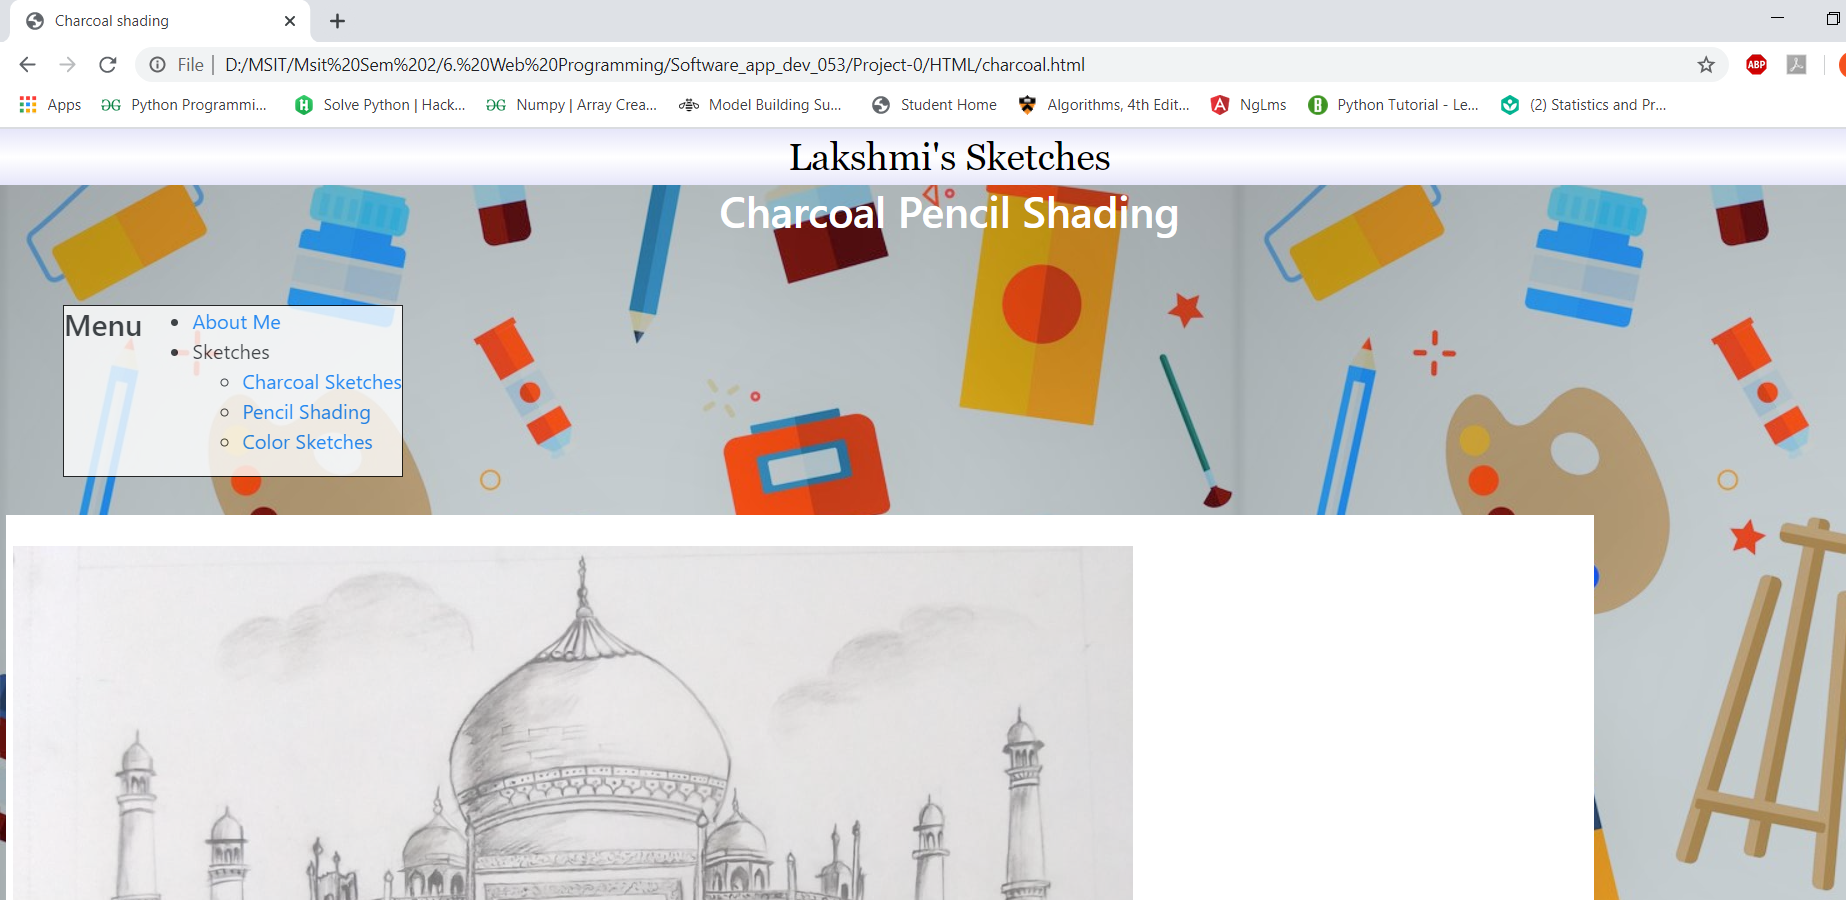 Charcoal shading
File | D:/MSIT/Msit%20Sem%202/6.%20Web%20Programming/Software_app_dev_053/Project-0/HTML/charcoal.html
ABP
Apps Python Programmi... Solve Python | Hack... Numpy | Array Crea... Model Building Su... Student Home Algorithms, 4th Edit... NgLms Python Tutorial - Le... (2) Statistics and Pr...
Lakshmi's Sketches
Charcoal Pencil Shading
Menu
About Me
Sketches
Charcoal Sketches
Pencil Shading
Color Sketches